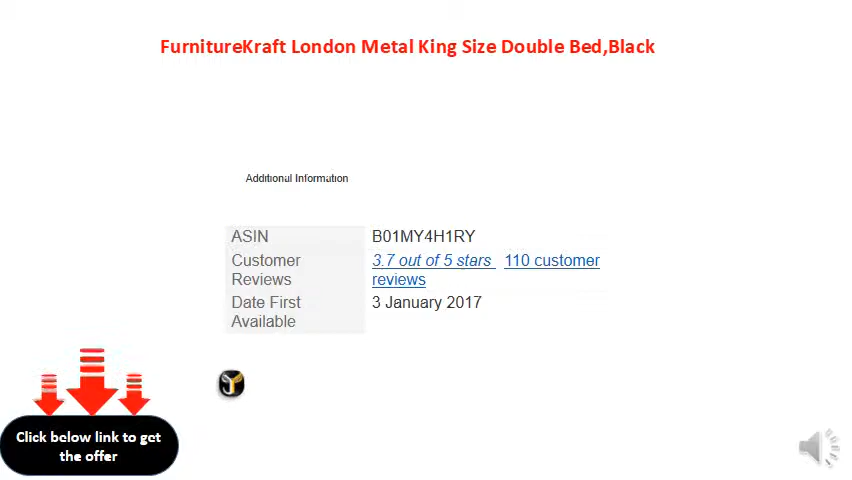 FurnitureKraft London Metal King Size Double Bed,Black
Additional Information
ASIN B01MY4H1RY
Customer 3.7 out of 5 stars 110 customer
Reviews reviews
Date First 3 January 2017
Available
Click below link to get
the offer